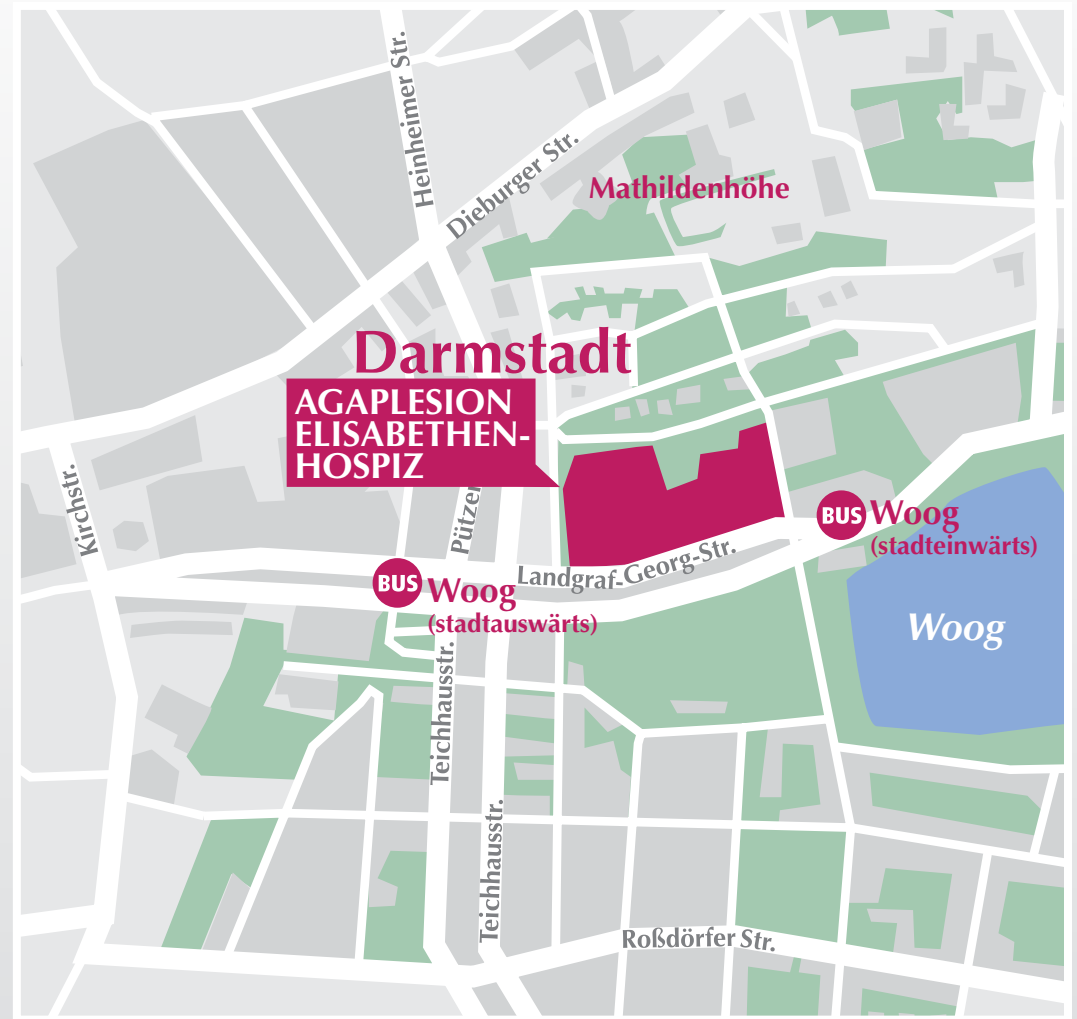 Heinheimer Str.
Dieburger Str.
Mathildenhöhe
Darmstadt
AGAPLESION
ELISABETHEN-
HOSPIZ
Kirchstr.
Pützer
Landgraf-Georg-Str.
BUS Woog
(stadteinwärts)
BUS Woog
(stadtauswärts)
Woog
Teichhausstr.
Teichhausstr.
Roßdörfer Str.